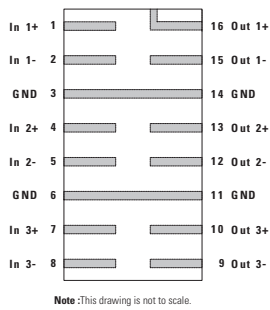 In 1+ 1 16 Out 1+
In 1- 2 15 Out 1-
GND 3 14 GND
In 2+ 4 13 Out 2+
In 2- 5 12 Out 2-
GND 6 11 GND
In 3+ 7 10 Out 3+
In 3- 8 9 Out 3-
Note :This drawing is not to scale.